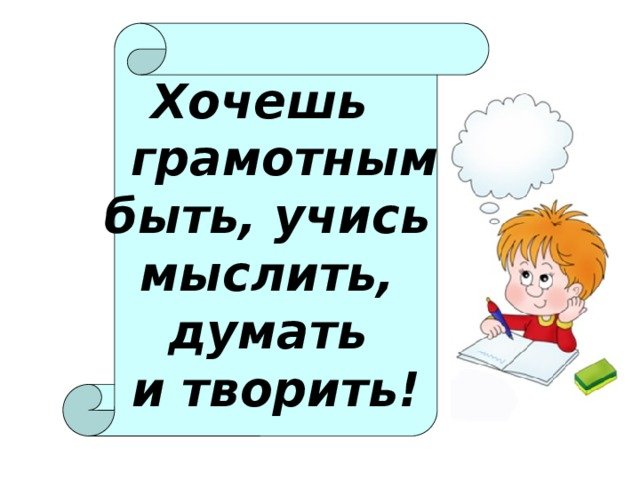 Хочешь
грамотным
быть, учись
мыслить,
думать
и творить!